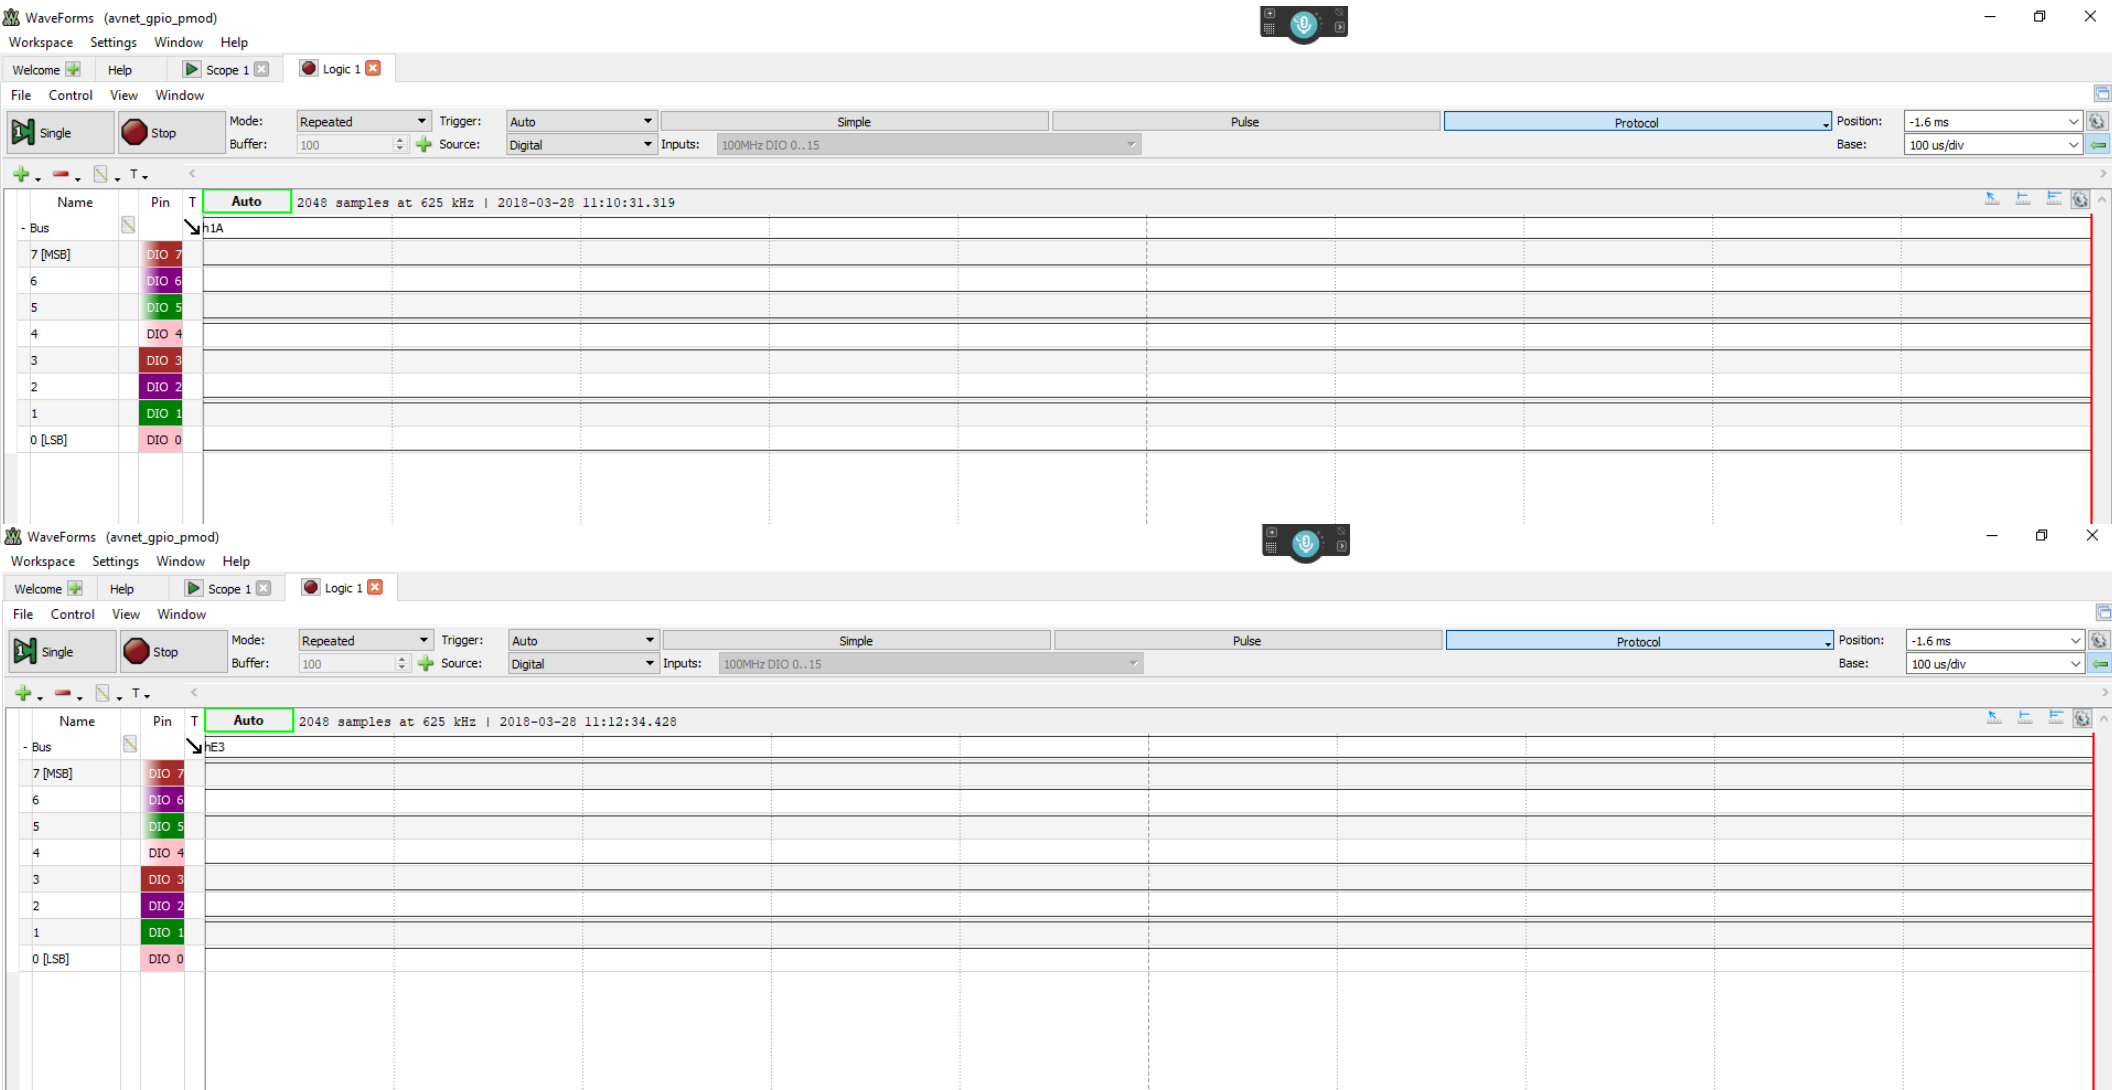 WaveForms (avnet_gpio_pmod)
Workspace Settings Window Help
Welcome Help Scope 1 Logic 1
File Control View Window
Single Stop Mode: Repeated Trigger: Auto Simple Pulse Protocol Position: -1.6 ms
Buffer: 100 Source: Digital Inputs: 100MHz DIO 0..15 Base: 100 us/div
T
Name Pin T Auto 2048 samples at 625 kHz | 2018-03-28 11:10:31.319
- Bus h1A
7 [MSB] DIO 7
6 DIO 6
5 DIO 5
4 DIO 4
3 DIO 3
2 DIO 2
1 DIO 1
0 [LSB] DIO 0
WaveForms (avnet_gpio_pmod)
Workspace Settings Window Help
Welcome Help Scope 1 Logic 1
File Control View Window
Single Stop Mode: Repeated Trigger: Auto Simple Pulse Protocol Position: -1.6 ms
Buffer: 100 Source: Digital Inputs: 100MHz DIO 0..15 Base: 100 us/div
T
Name Pin T Auto 2048 samples at 625 kHz | 2018-03-28 11:12:34.428
- Bus hE3
7 [MSB] DIO 7
6 DIO 6
5 DIO 5
4 DIO 4
3 DIO 3
2 DIO 2
1 DIO 1
0 [LSB] DIO 0